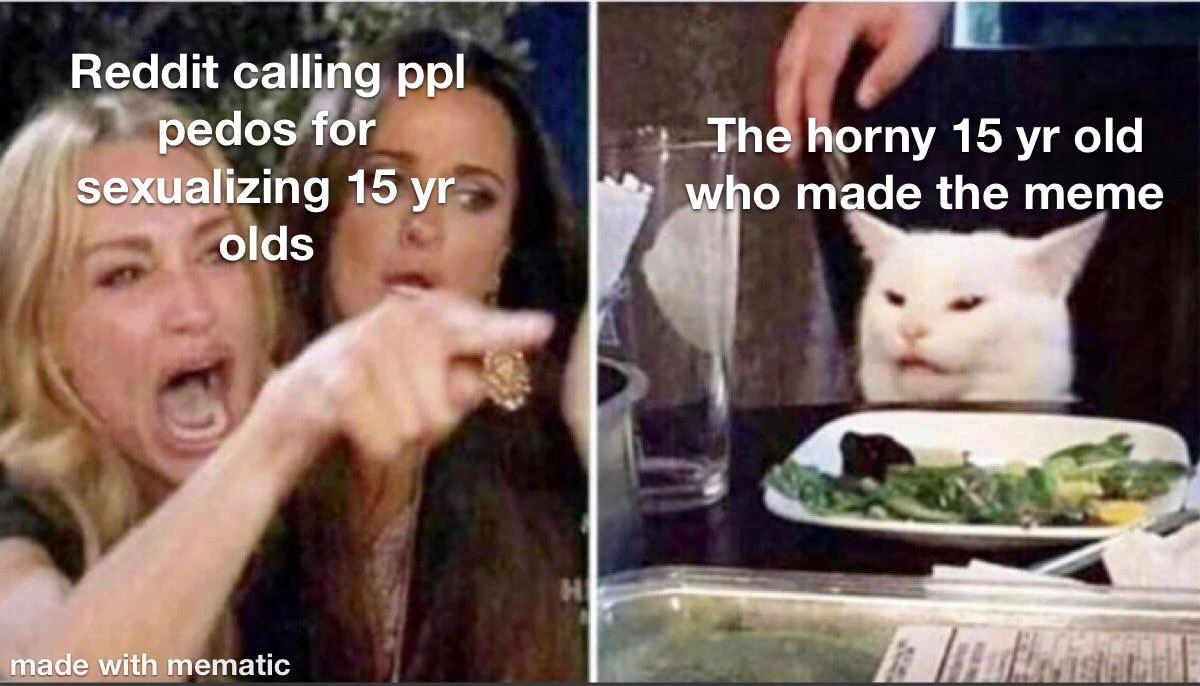 Reddit calling ppl
pedos for
sexualizing 15 yr
olds
The horny 15 yr old
who made the meme
made with mematic